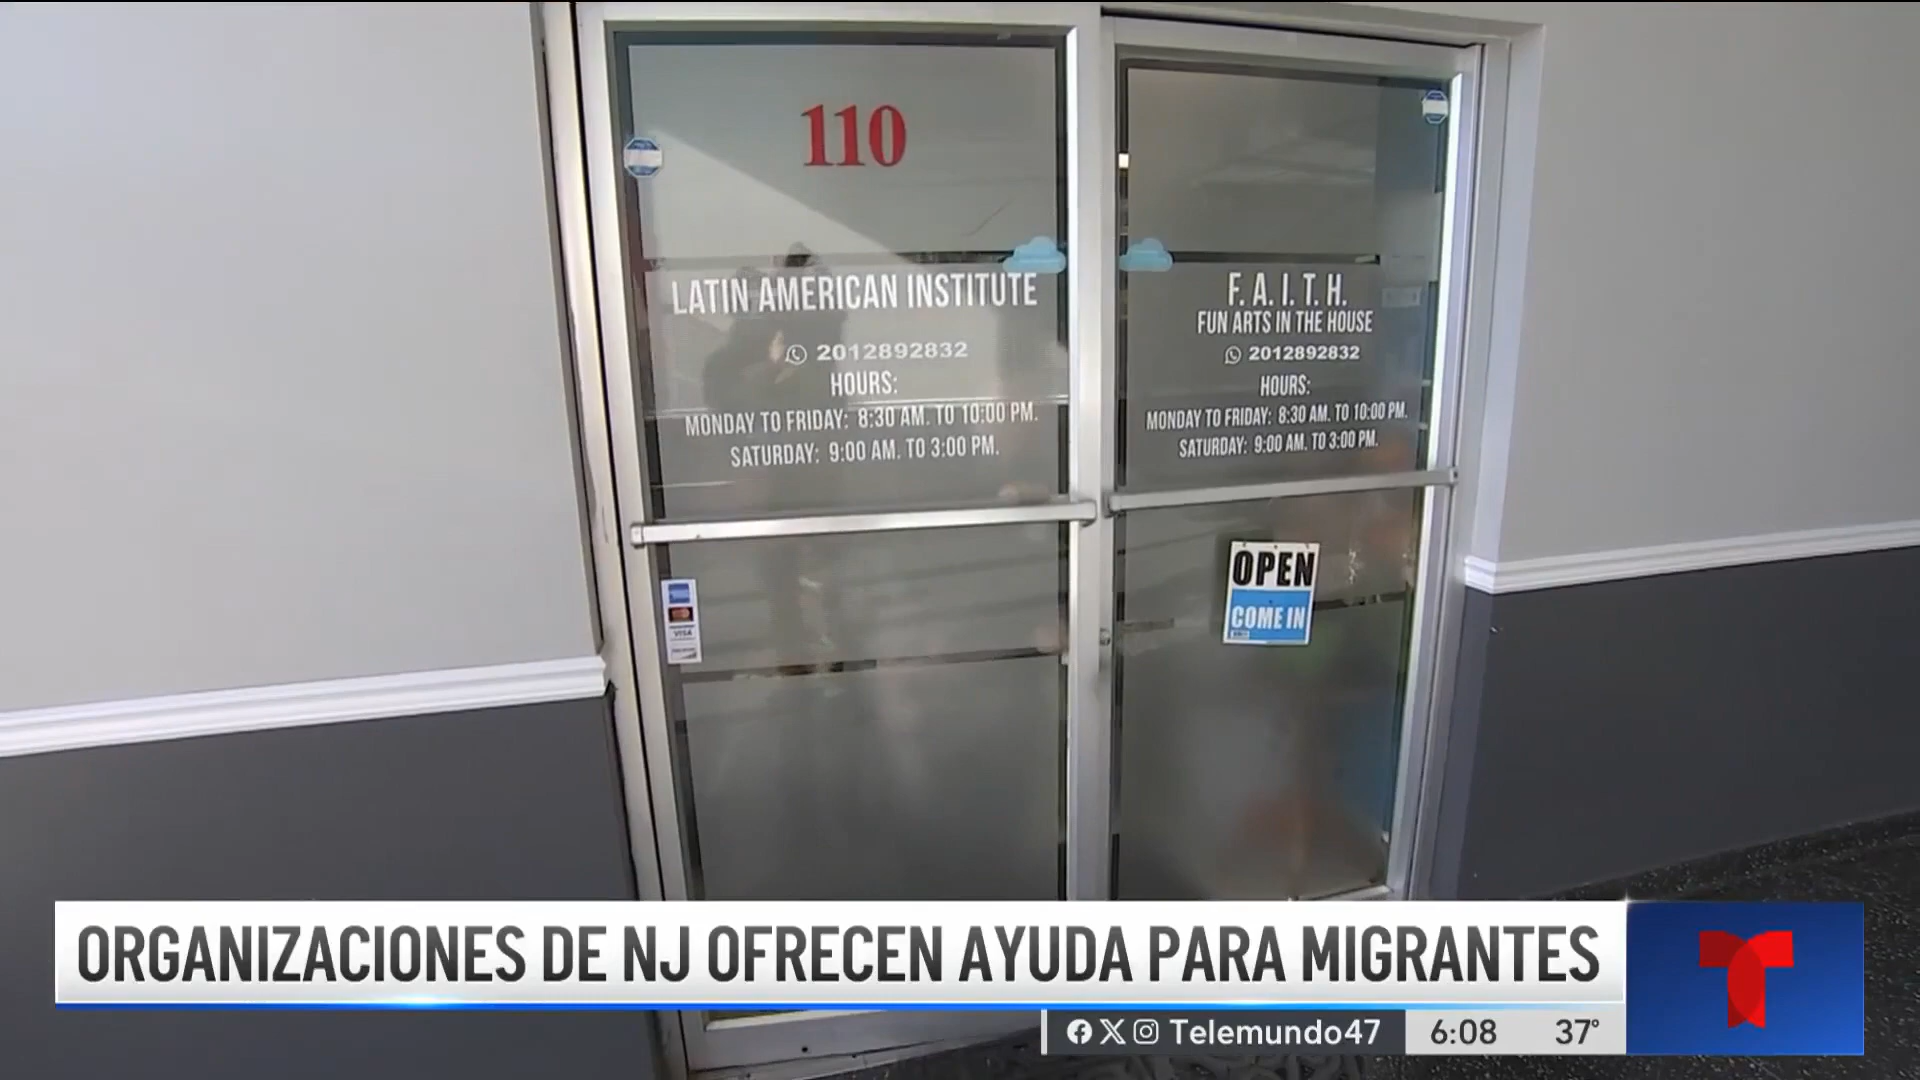 110
LATIN AMERICAN INSTITUTE
2012892832
HOURS:
MONDAY TO FRIDAY: 8:30 AM. TO 10:00 PM.
SATURDAY: 9:00 AM. TO 3:00 PM.
F. A. I. T. H.
FUN ARTS IN THE HOUSE
2012892832
HOURS:
MONDAY TO FRIDAY: 8:30 AM. TO 10:00 PM.
SATURDAY: 9:00 AM. TO 3:00 PM.
VISA
OPEN
COME IN
ORGANIZACIONES DE NJ OFRECEN AYUDA PARA MIGRANTES
Telemundo47
6:08
37°